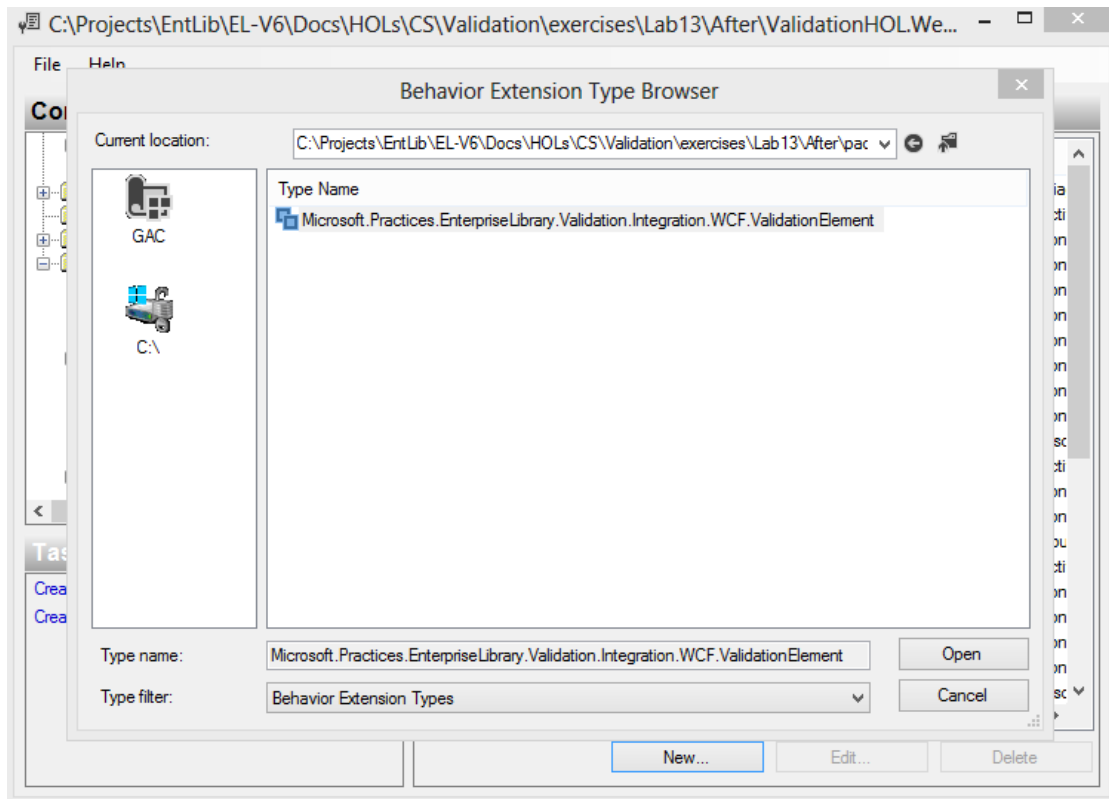 C:\Projects\EntLib\EL-V6\Docs\HOLs\CS\Validation\exercises\Lab13\After\ValidationHOL.We...
File Help
Behavior Extension Type Browser
Current location:
C:\Projects\EntLib\EL-V6\Docs\HOLs\CS\Validation\exercises\Lab13\After\pac
Type Name
Microsoft.Practices.EnterpriseLibrary.Validation.Integration.WCF.ValidationElement
GAC
C:\
Type name:
Microsoft.Practices.EnterpriseLibrary.Validation.Integration.WCF.ValidationElement
Open
Type filter:
Behavior Extension Types
Cancel
New...
Edit...
Delete